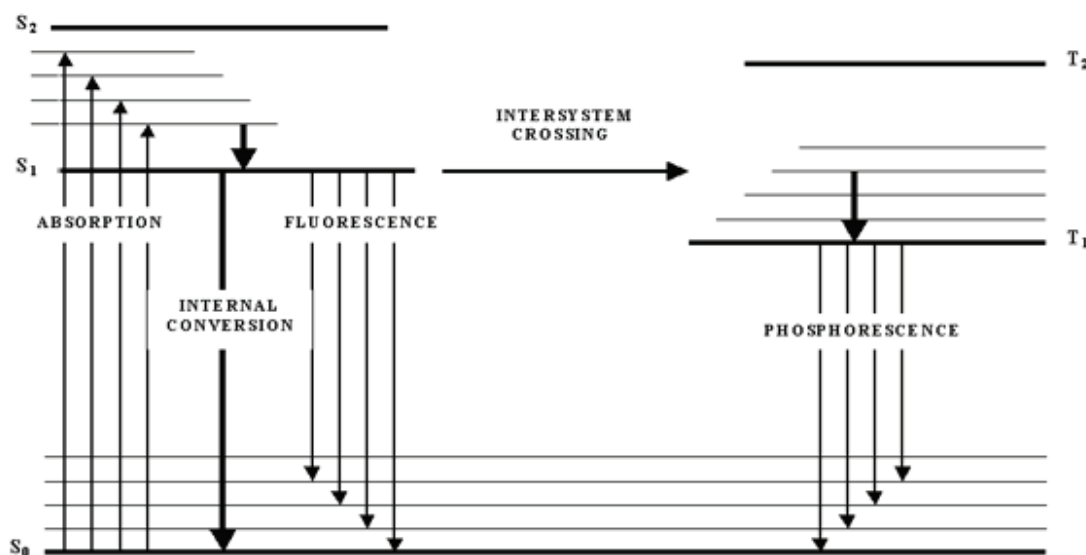 S2
T2
INTERSYSTEM
CROSSING
S1
ABSORPTION
FLUORESCENCE
T1
INTERNAL
CONVERSION
PHOSPHORESCENCE
S0